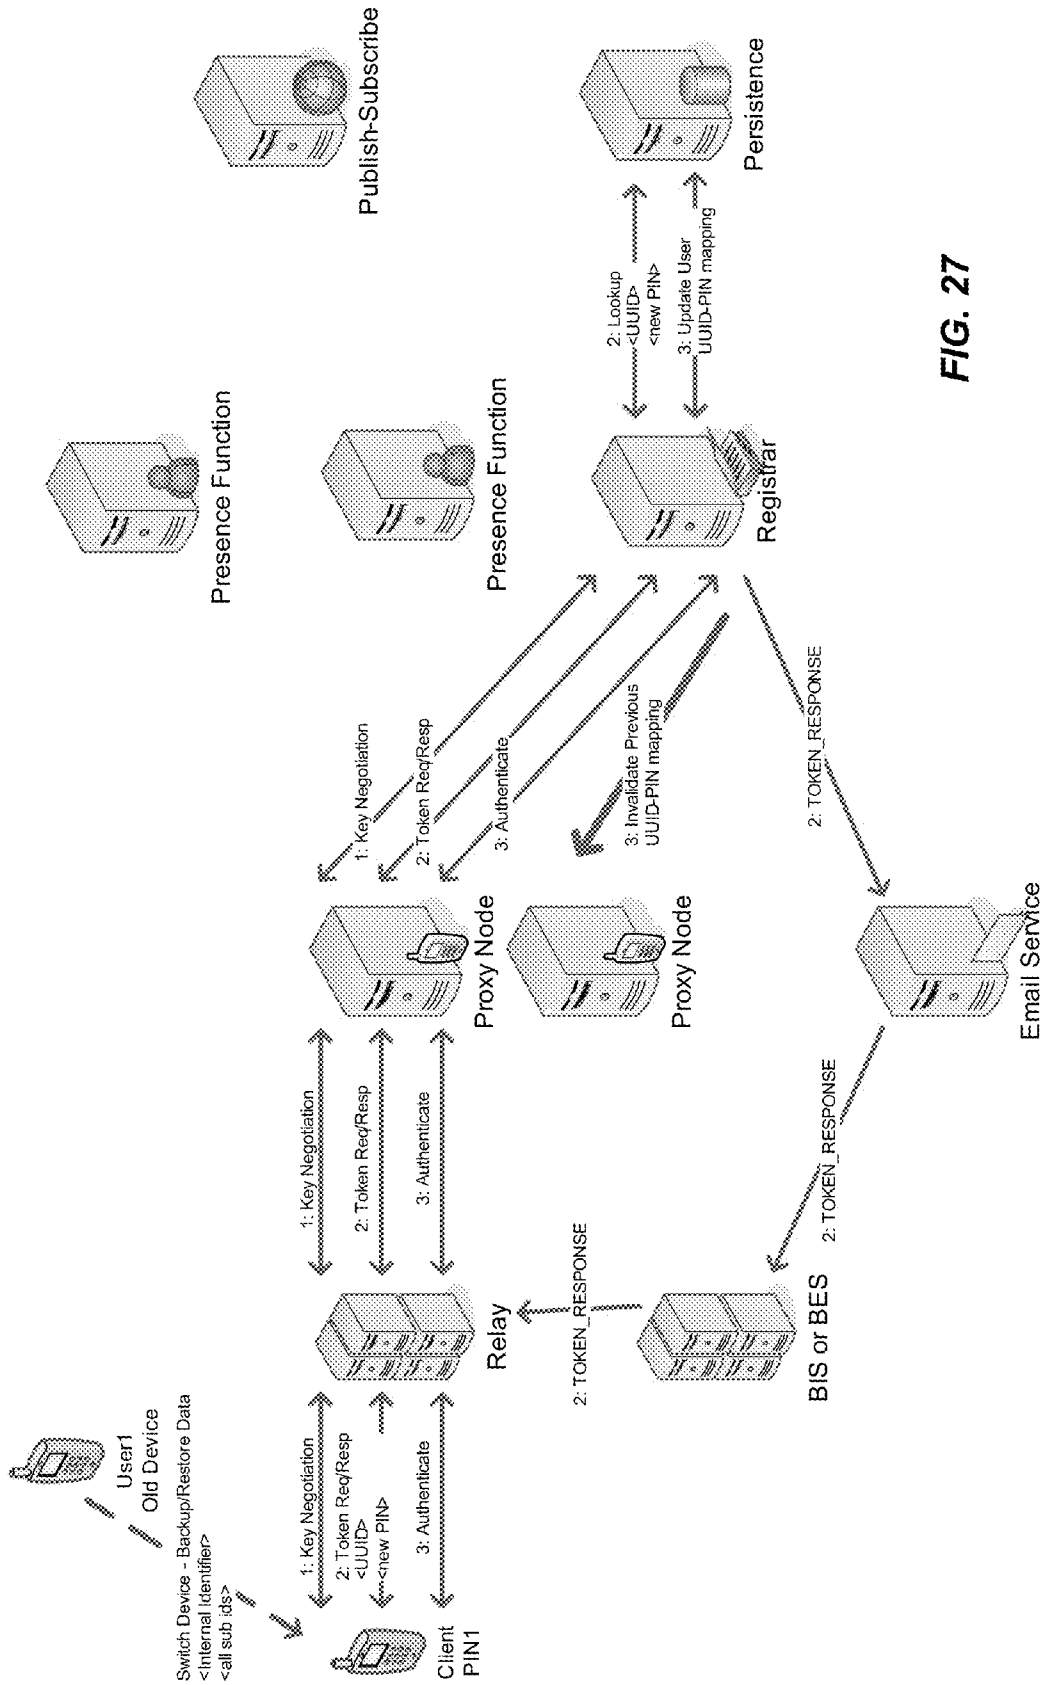 User1
Old Device
Switch Device - Backup/Restore Data
<Internal Identifier>
<all sub ids>
Client
PIN1
1: Key Negotiation
2: Token Req/Resp
<UUID>
<new PIN>
3: Authenticate
Relay
1: Key Negotiation
2: Token Req/Resp
3: Authenticate
2: TOKEN_RESPONSE
BIS or BES
2: TOKEN_RESPONSE
Proxy Node
Proxy Node
Email Service
1: Key Negotiation
2: Token Req/Resp
3: Authenticate
3: Invalidate Previous
UUID-PIN mapping
2: TOKEN_RESPONSE
Presence Function
Presence Function
Registrar
2: Lookup
<UUID>
<new PIN>
3: Update User
UUID-PIN mapping
Publish-Subscribe
Persistence
FIG. 27